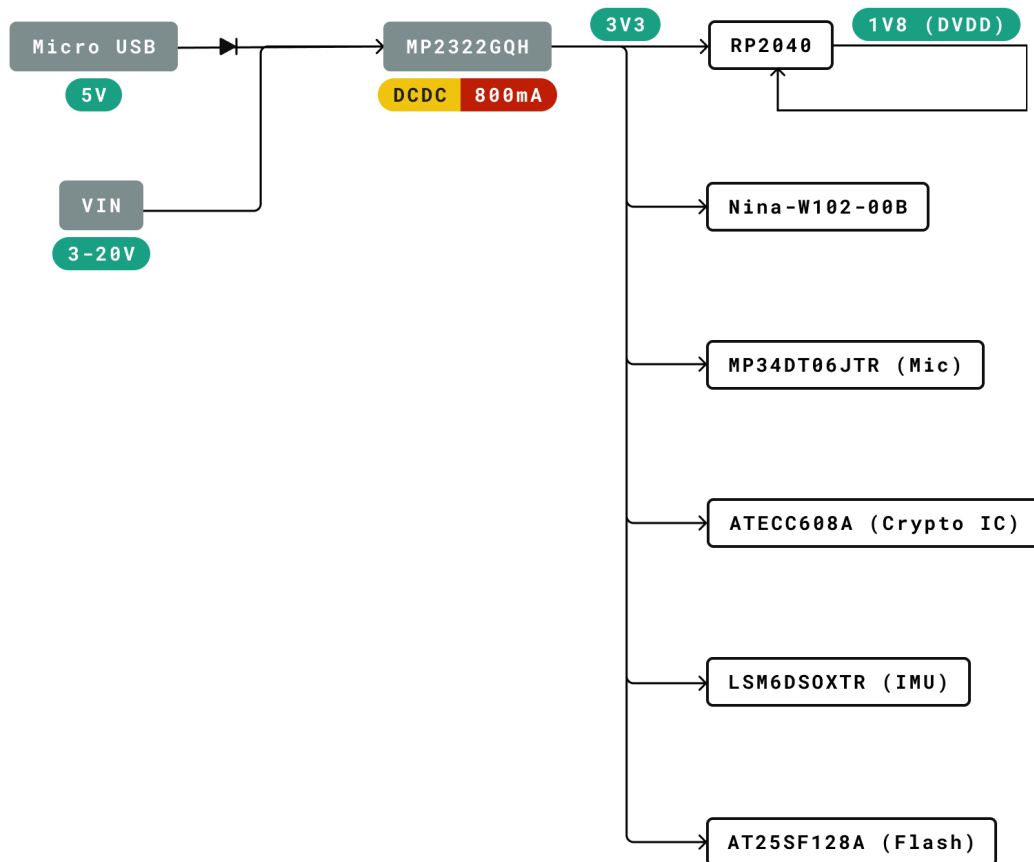 Micro USB
5V
VIN
3-20V
MP2322GQH
DCDC 800mA
3V3
RP2040
1V8 (DVDD)
Nina-W102-00B
MP34DT06JTR (Mic)
ATECC608A (Crypto IC)
LSM6DSOXTR (IMU)
AT25SF128A (Flash)